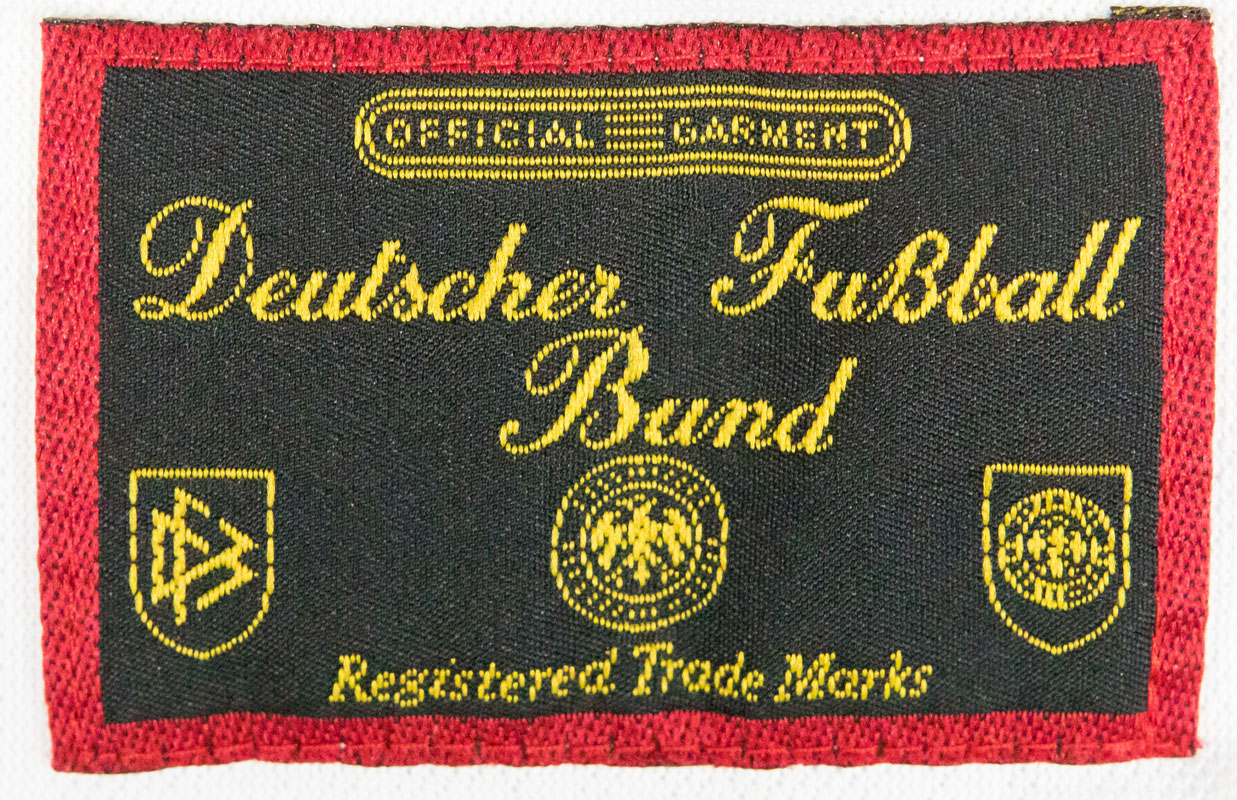 OFFICIAL GARMENT
Deutscher Fußball
Bund
Registered Trade Marks